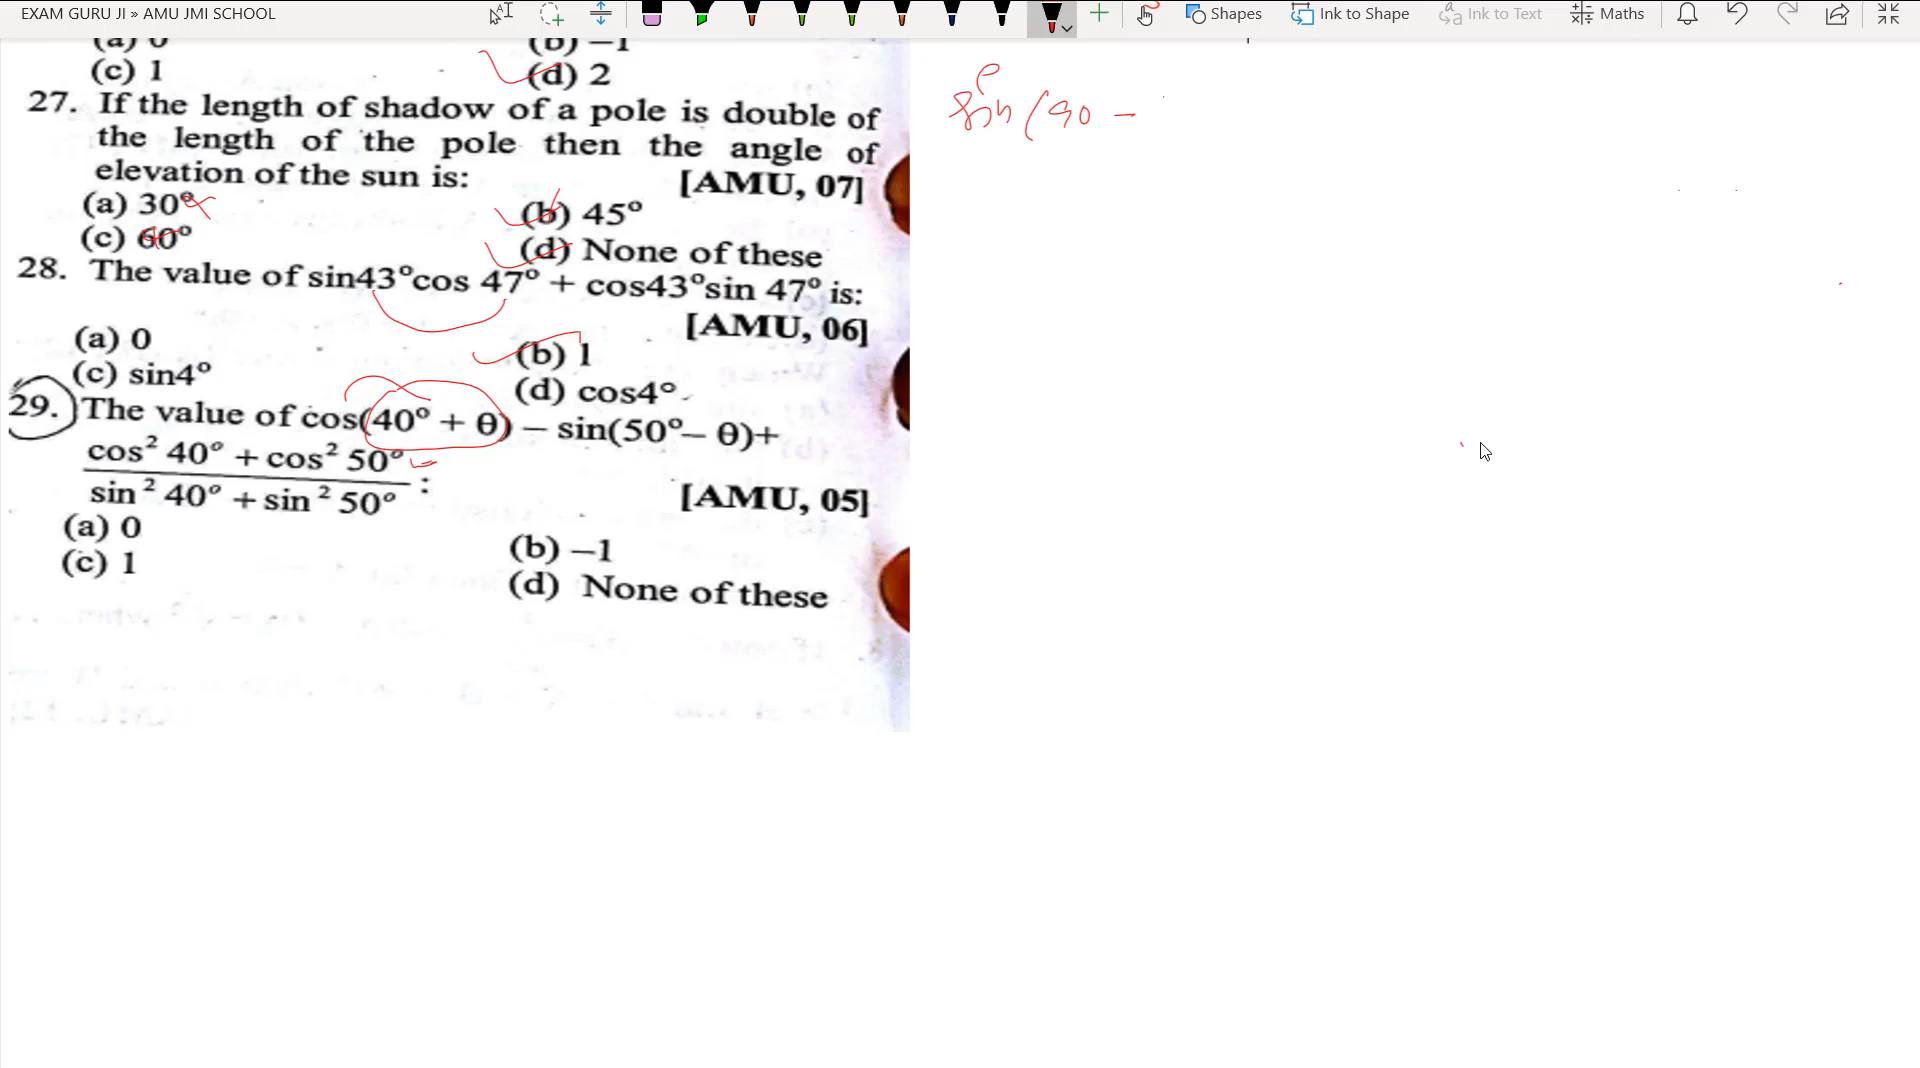 EXAM GURU JI » AMU JMI SCHOOL
Shapes
Ink to Shape
Ink to Text
Maths
(a) 0
(b) –1
(c) 1
(d) 2
27. If the length of shadow of a pole is double of
the length of the pole then the angle of
elevation of the sun is: [AMU, 07]
(a) 30°
(b) 45°
(c) 60°
(d) None of these
28. The value of sin43°cos 47° + cos43°sin 47° is:
[AMU, 06]
(a) 0
(b) 1
(c) sin4°
(d) cos4°
29. The value of cos(40° + θ) – sin(50°– θ)+
cos² 40° + cos² 50°
sin² 40° + sin² 50° :
[AMU, 05]
(a) 0
(b) –1
(c) 1
(d) None of these
sin (90 –